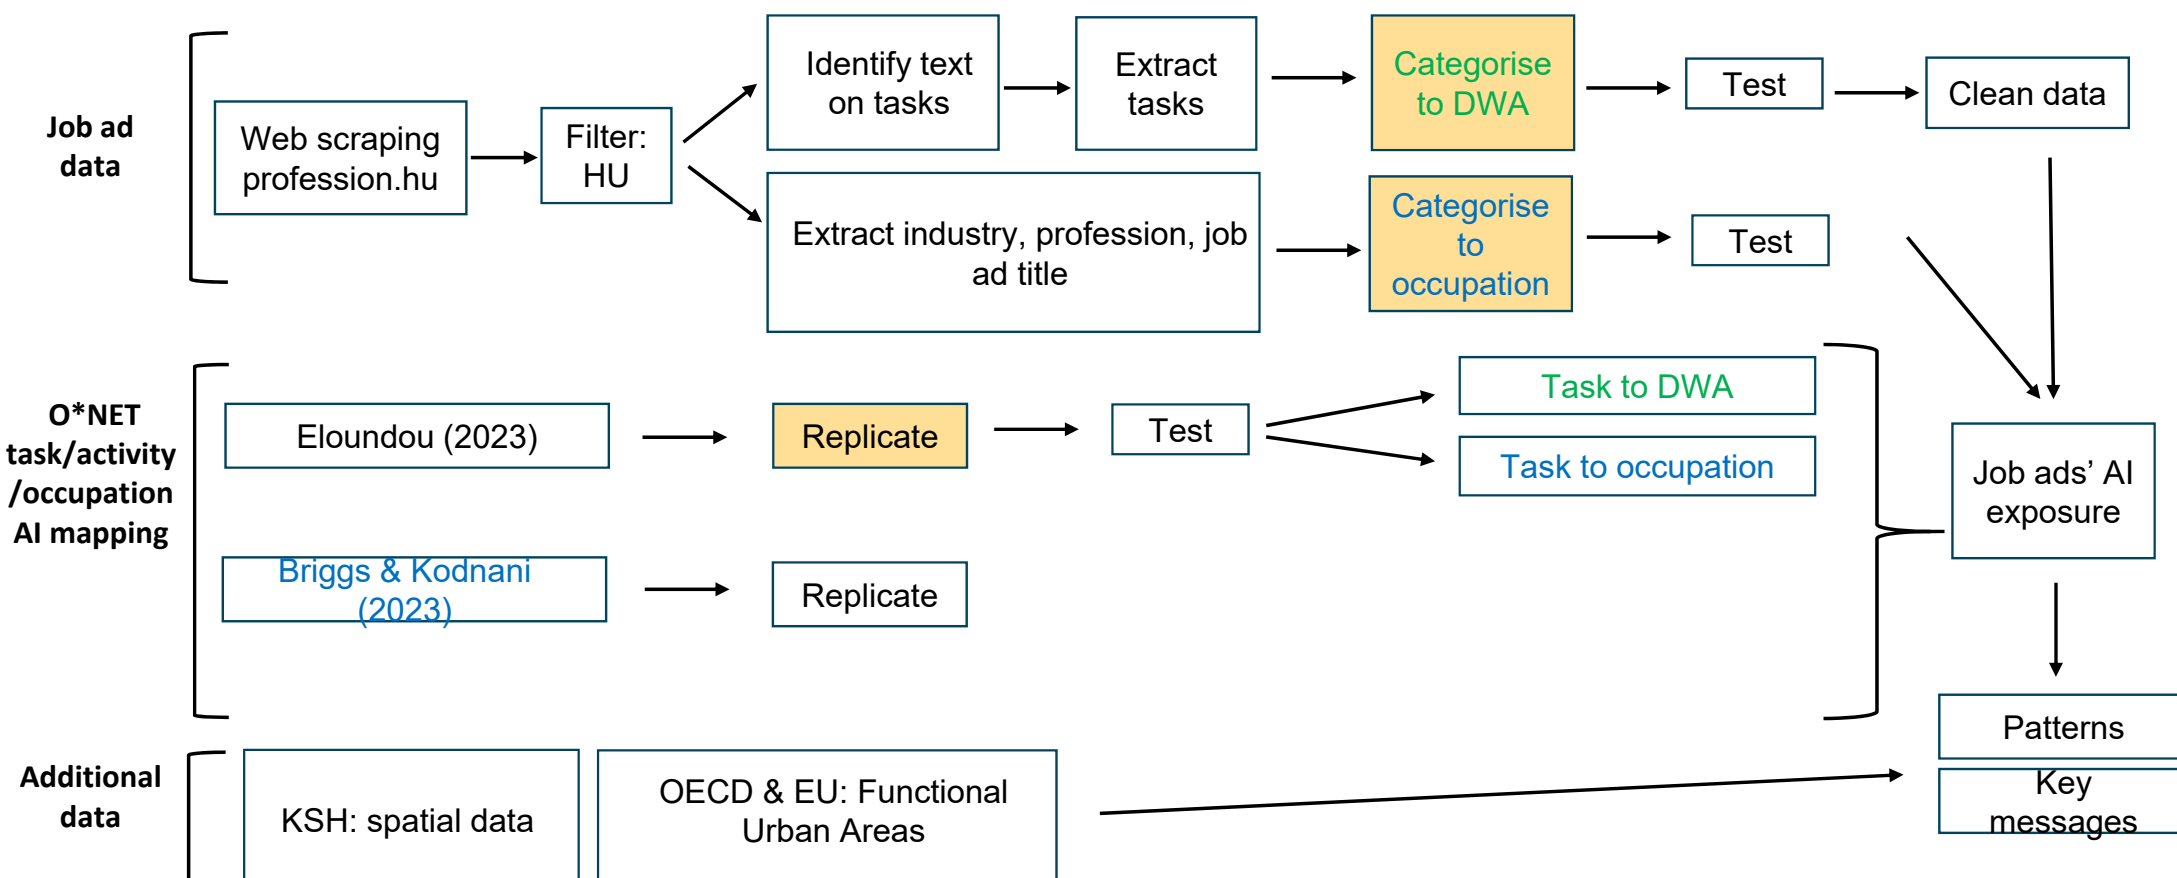 Job ad
data
Web scraping
profession.hu
Filter:
HU
Identify text
on tasks
Extract
tasks
Categorise
to DWA
Test
Clean data
Extract industry, profession, job
ad title
Categorise
to
occupation
Test
O*NET
task/activity
/occupation
AI mapping
Eloundou (2023)
Replicate
Test
Task to DWA
Task to occupation
Briggs & Kodnani
(2023)
Replicate
Job ads’ AI
exposure
Patterns
Key
messages
Additional
data
KSH: spatial data
OECD & EU: Functional
Urban Areas